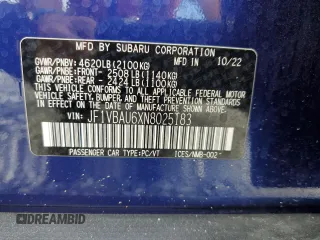 MFD. BY SUBARU CORPORATION 10/22
GVWR/PNBV: 4620LB(2100KG)
GAWR/PNBE:FRONT- 2508LB(1140KG)
GAWR/PNBE:REAR - 2424LB(1100KG)
THIS VEHICLE CONFORMS TO ALL APPLICABLE
U.S. FEDERAL MOTOR VEHICLE SAFETY, BUMPER,
AND THEFT PREVENTION STANDARDS IN EFFECT ON
THE DATE OF MANUFACTURE SHOWN ABOVE.
VIN: JF1VBAU6XN8025183
PASSENGER CAR TYPE:PC/VT ICES/NMB-002
© DREAMBID.COM